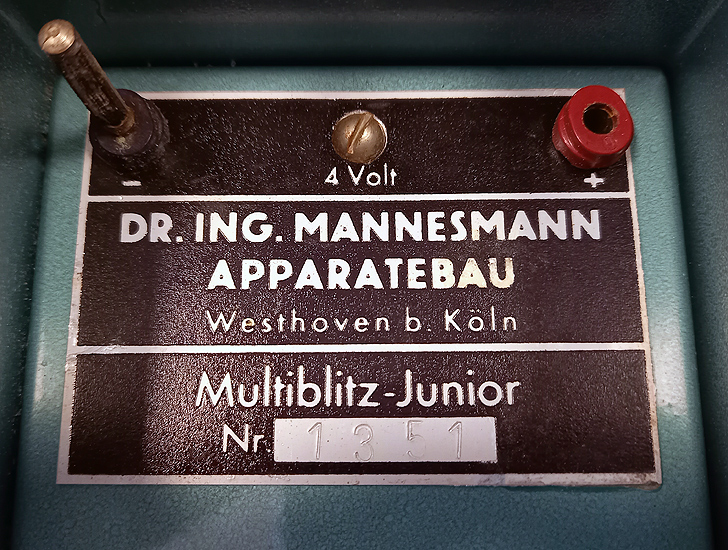 4 Volt
- +
DR. ING. MANNESMANN
APPARATEBAU
Westhoven b. Köln
Multiblitz-Junior
Nr. 1351